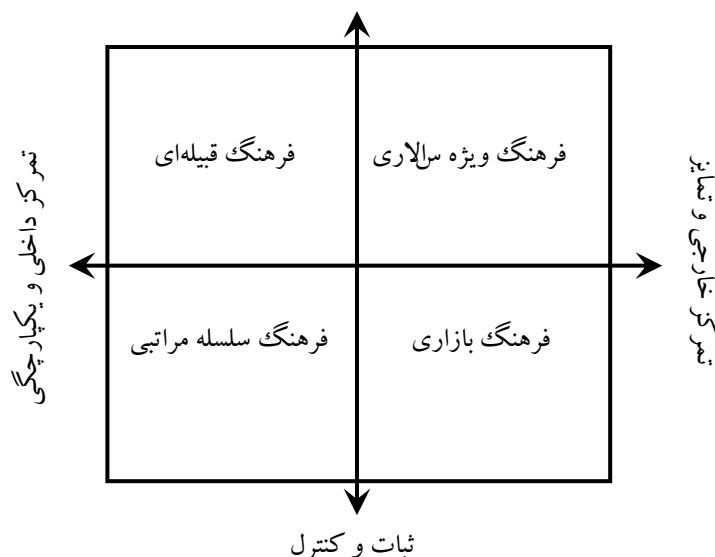 فرهنگ ویژه سالاری
فرهنگ قبیله‌ای
تمرکز خارجی و تمایز
تمرکز داخلی و یکپارچگی
فرهنگ بازاری
فرهنگ سلسله مراتبی
ثبات و کنترل